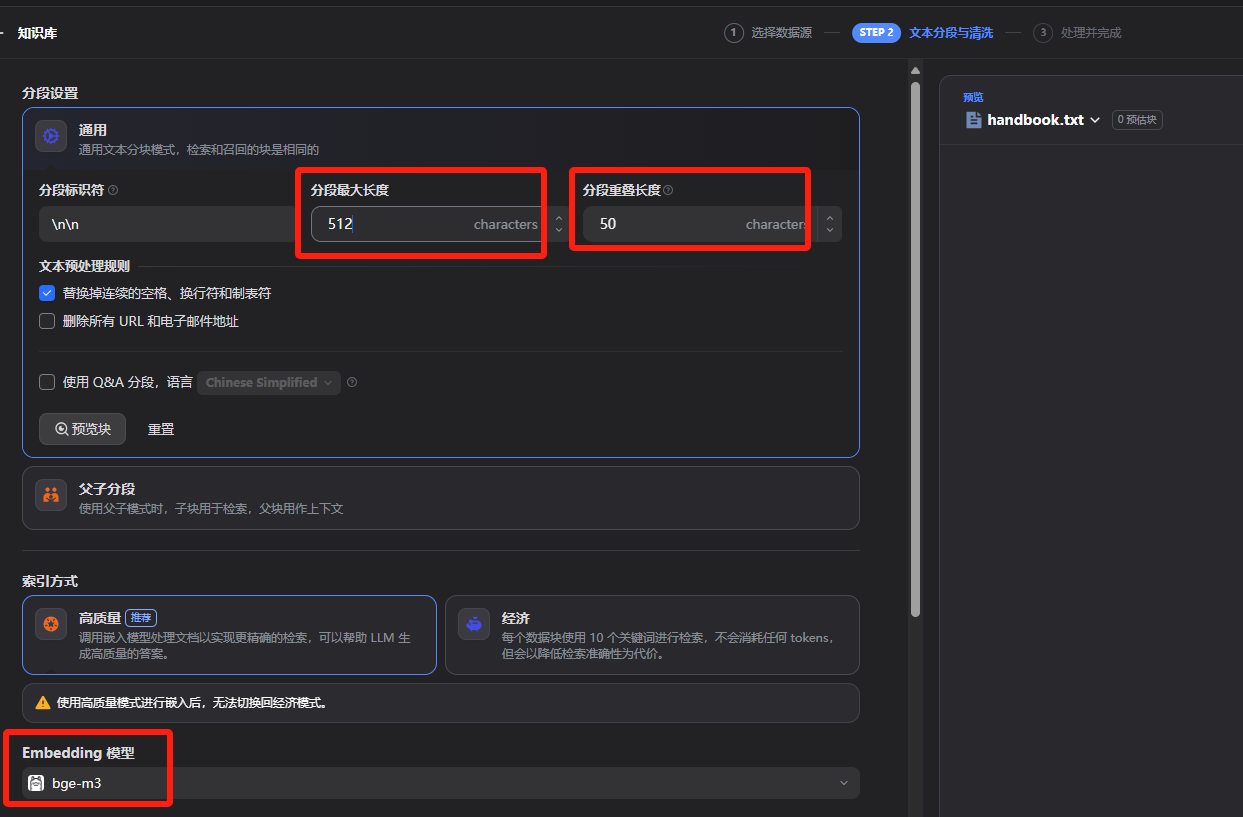 知识库
1 选择数据源
STEP 2 文本分段与清洗
3 处理并完成
分段设置
通用
通用文本分块模式，检索和召回的块是相同的
分段标识符
\n\n
分段最大长度
512 characters
分段重叠长度
50 characters
文本预处理规则
替换掉连续的空格、换行符和制表符
删除所有 URL 和电子邮件地址
使用 Q&A 分段，语言 Chinese Simplified
预览块 重置
父子分段
使用父子模式时，子块用于检索，父块用作上下文
索引方式
高质量 推荐
调用嵌入模型处理文档以实现更精确的检索，可以帮助 LLM 生
成高质量的答案。
经济
每个数据块使用 10 个关键词进行检索，不会消耗任何 tokens，
但会以降低检索准确性为代价。
使用高质量模式进行嵌入后，无法切换回经济模式。
Embedding 模型
bge-m3
预览
handbook.txt 0 预估块